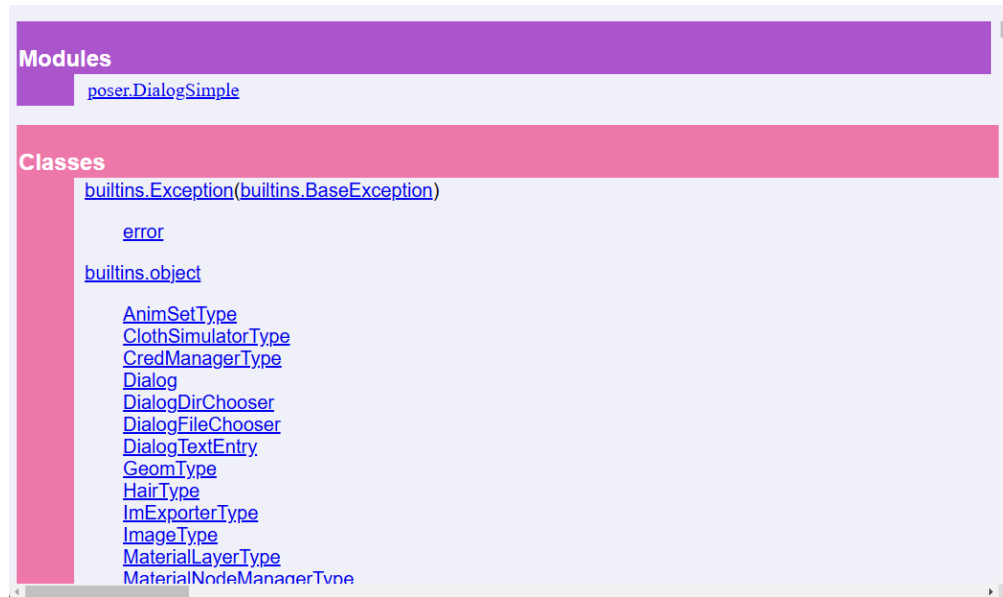 Modules
poser.DialogSimple
Classes
builtins.Exception(builtins.BaseException)
error
builtins.object
AnimSetType
ClothSimulatorType
CredManagerType
Dialog
DialogDirChooser
DialogFileChooser
DialogTextEntry
GeomType
HairType
ImExporterType
ImageType
MaterialLayerType
MaterialNodeManagerType